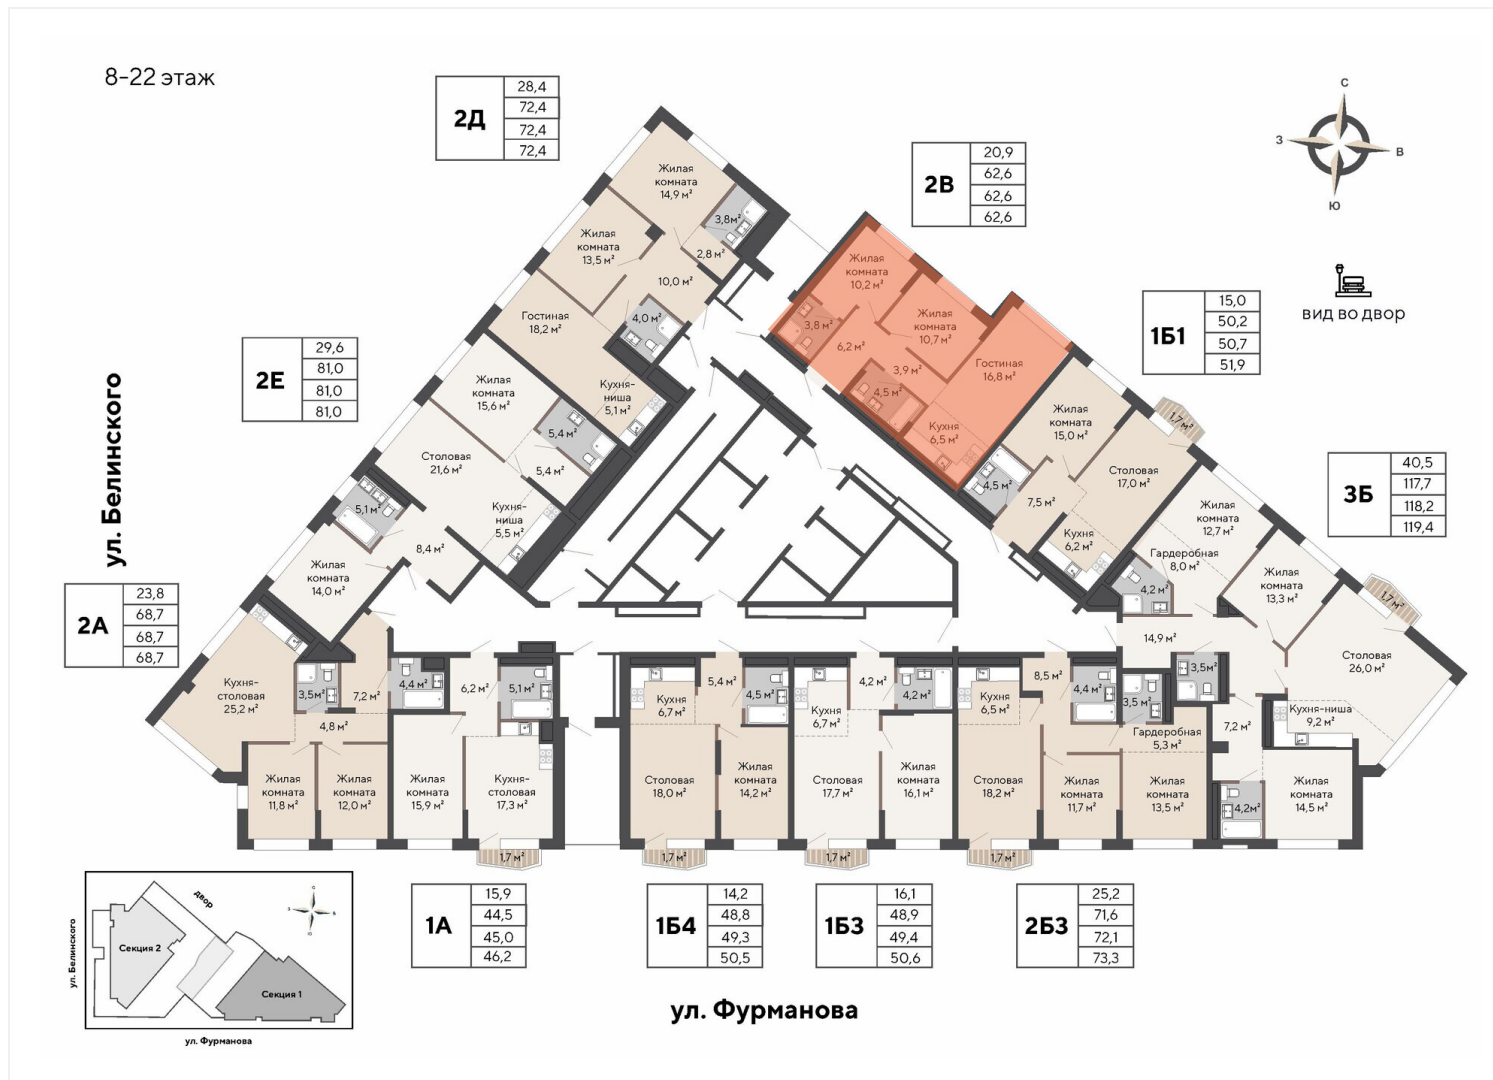 8-22 этаж
2Д
28,4
72,4
72,4
72,4
2В
20,9
62,6
62,6
62,6
С
З
В
Ю
вид во двор
1Б1
15,0
50,2
50,7
51,9
2Е
29,6
81,0
81,0
81,0
3Б
40,5
117,7
118,2
119,4
2А
23,8
68,7
68,7
68,7
ул. Белинского
Жилая
комната
14,9 м²
3,8м²
2,8 м²
Жилая
комната
13,5 м²
10,0 м²
4,0 м²
Гостиная
18,2 м²
Кухня-
ниша
5,1 м²
Жилая
комната
15,6 м²
5,4 м²
5,4 м²
Столовая
21,6 м²
Кухня-
ниша
5,5 м²
5,1 м²
8,4 м²
Жилая
комната
14,0 м²
Жилая
комната
10,2 м²
3,8 м²
6,2 м²
Жилая
комната
10,7 м²
3,9 м²
4,5 м²
Гостиная
16,8 м²
Кухня
6,5 м²
Жилая
комната
15,0 м²
1,7 м²
Столовая
17,0 м²
4,5 м²
7,5 м²
Кухня
6,2 м²
Жилая
комната
12,7 м²
Гардеробная
8,0 м²
4,2 м²
Жилая
комната
13,3 м²
1,7 м²
14,9 м²
3,5м²
Столовая
26,0 м²
Кухня-ниша
9,2 м²
7,2 м²
4,2м²
Жилая
комната
14,5 м²
Кухня-
столовая
25,2 м²
3,5м²
7,2 м²
4,8 м²
4,4 м²
Жилая
комната
11,8 м²
Жилая
комната
12,0 м²
6,2 м²
5,1 м²
Жилая
комната
15,9 м²
Кухня-
столовая
17,3 м²
1,7 м²
Кухня
6,7 м²
5,4 м²
4,5 м²
Столовая
18,0 м²
Жилая
комната
14,2 м²
1,7 м²
Кухня
6,7 м²
4,2 м²
4,2 м²
Столовая
17,7 м²
Жилая
комната
16,1 м²
1,7 м²
Кухня
6,5 м²
8,5 м²
4,4 м²
3,5м²
Гардеробная
5,3 м²
Столовая
18,2 м²
Жилая
комната
11,7 м²
Жилая
комната
13,5 м²
1,7 м²
1А
15,9
44,5
45,0
46,2
1Б4
14,2
48,8
49,3
50,5
1Б3
16,1
48,9
49,4
50,6
2Б3
25,2
71,6
72,1
73,3
ул. Фурманова
ул. Белинского
двор
Секция 2
Секция 1
ул. Фурманова